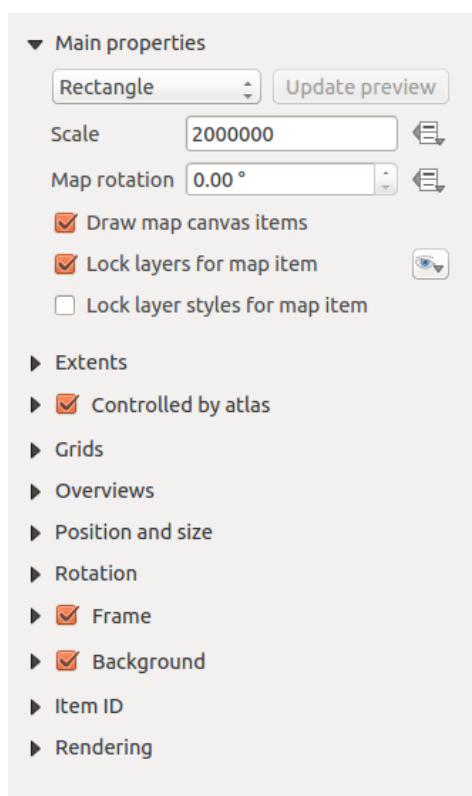 Main properties
Rectangle Update preview
Scale 2000000
Map rotation 0.00 °
Draw map canvas items
Lock layers for map item
Lock layer styles for map item
Extents
Controlled by atlas
Grids
Overviews
Position and size
Rotation
Frame
Background
Item ID
Rendering